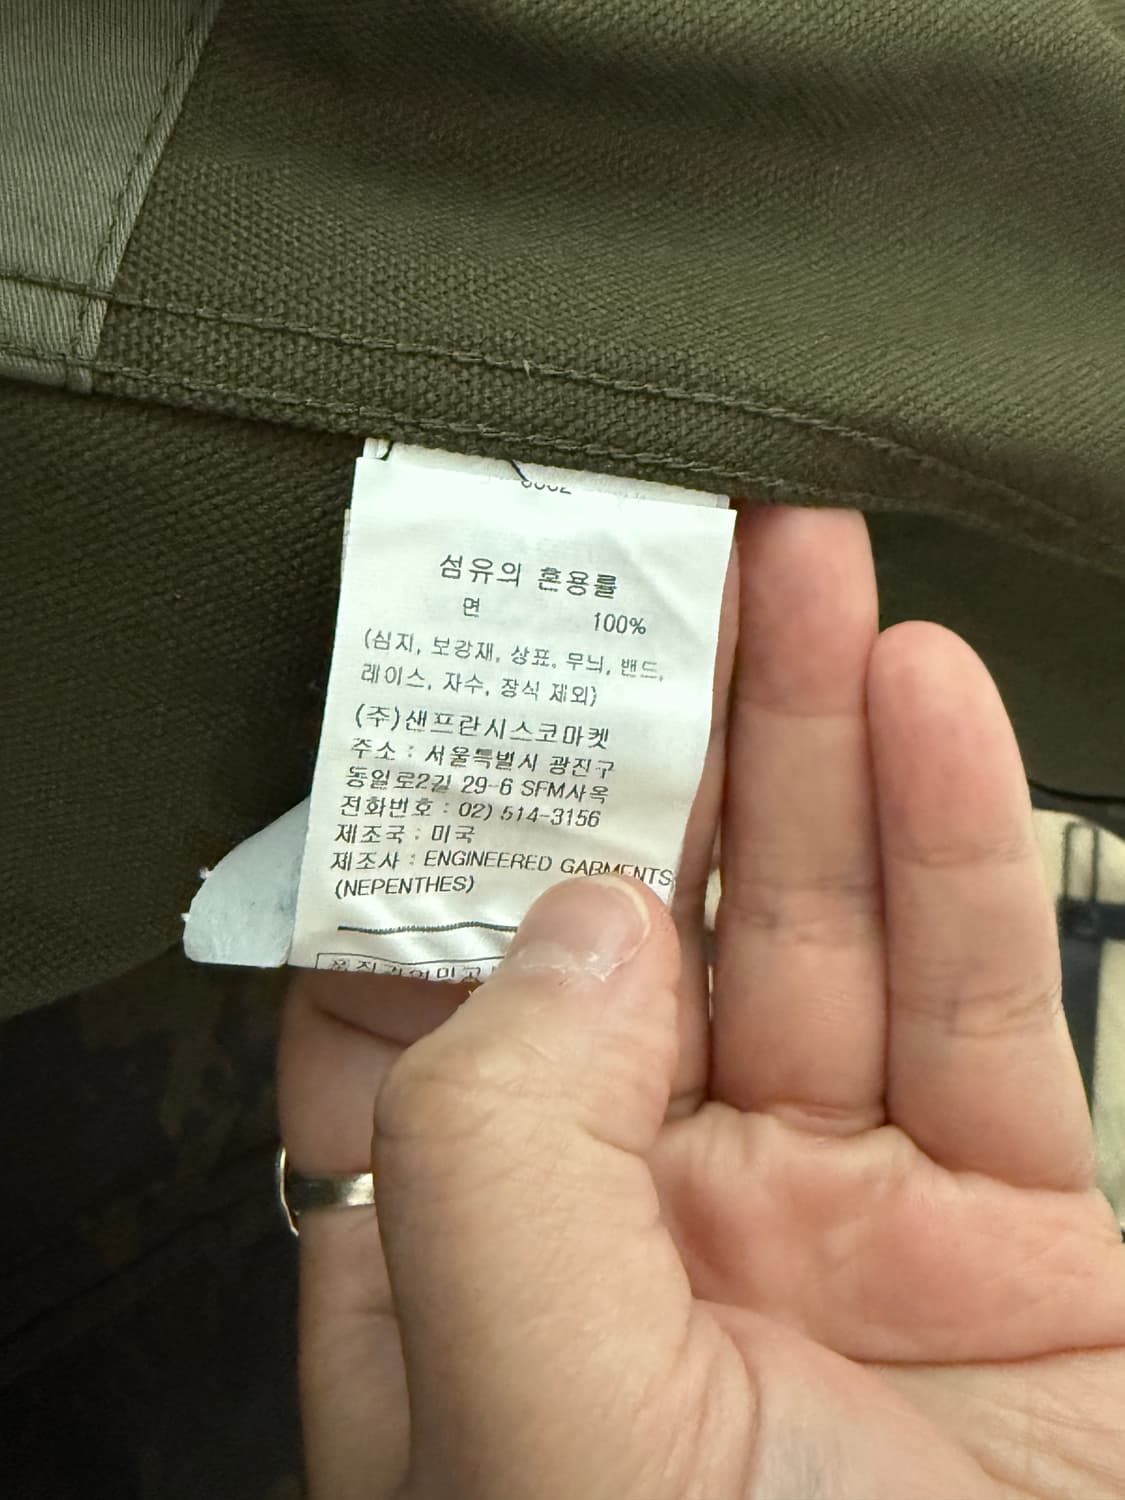 섬유의 혼용률
면 100%
(심지, 보강재, 상표, 무늬, 밴드,
레이스, 자수, 장식 제외)
(주)샌프란시스코마켓
주소 : 서울특별시 광진구
동일로2길 29-6 SFM사옥
전화번호 : 02) 514-3156
제조국 : 미국
제조사 : ENGINEERED GARMENTS
(NEPENTHES)